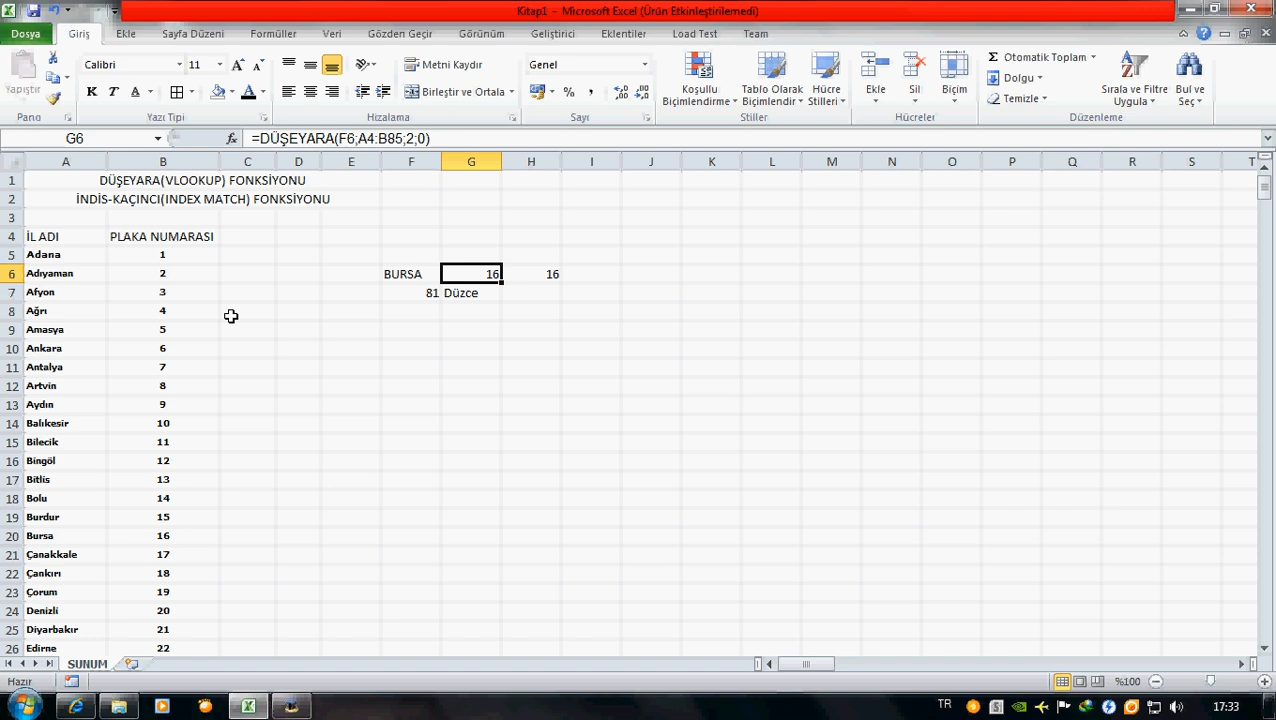 Kitap1 - Microsoft Excel (Ürün Etkinleştirilemedi)
Dosya Giriş Ekle Sayfa Düzeni Formüller Veri Gözden Geçir Görünüm Geliştirici Eklentiler Load Test Team
Yapıştır
Calibri 11
K T A
Metni Kaydır
Birleştir ve Ortala
Genel
%
Koşullu Biçimlendirme
Tablo Olarak Biçimlendir
Hücre Stilleri
Ekle Sil Biçim
Otomatik Toplam
Dolgu
Temizle
Sırala ve Filtre Uygula
Bul ve Seç
Pano Yazı Tipi Hizalama Sayı Stiller Hücreler Düzenleme
G6 fx =DÜŞEYARA(F6;A4:B85;2;0)
A B C D E F G H I J K L M N O P Q R S T
1 DÜŞEYARA(VLOOKUP) FONKSİYONU
2 İNDİS-KAÇINCI(INDEX MATCH) FONKSİYONU
3
4 İL ADI PLAKA NUMARASI
5 Adana 1
6 Adıyaman 2 BURSA 16 16
7 Afyon 3 81 Düzce
8 Ağrı 4
9 Amasya 5
10 Ankara 6
11 Antalya 7
12 Artvin 8
13 Aydın 9
14 Balıkesir 10
15 Bilecik 11
16 Bingöl 12
17 Bitlis 13
18 Bolu 14
19 Burdur 15
20 Bursa 16
21 Çanakkale 17
22 Çankırı 18
23 Çorum 19
24 Denizli 20
25 Diyarbakır 21
26 Edirne 22
SUNUM
Hazır %100
TR 17:33